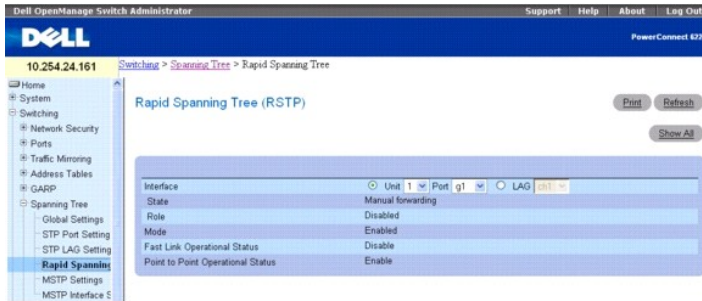 Dell OpenManage Switch Administrator Support Help About Log Out
DELL
PowerConnect 622
10.254.24.161
Switching > Spanning Tree > Rapid Spanning Tree
Home
System
Switching
Network Security
Ports
Traffic Mirroring
Address Tables
GARP
Spanning Tree
Global Settings
STP Port Setting
STP LAG Setting
Rapid Spanning
MSTP Settings
MSTP Interface S
Rapid Spanning Tree (RSTP)
Print Refresh
Show All
Interface Unit 1 Port g1 LAG ch1
State Manual forwarding
Role Disabled
Mode Enabled
Fast Link Operational Status Disable
Point to Point Operational Status Enable